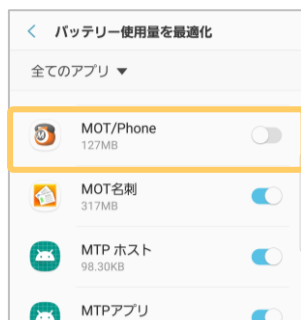 バッテリー使用量を最適化
全てのアプリ ▼
MOT/Phone
127MB
MOT名刺
317MB
MTP ホスト
98.30KB
MTPアプリ